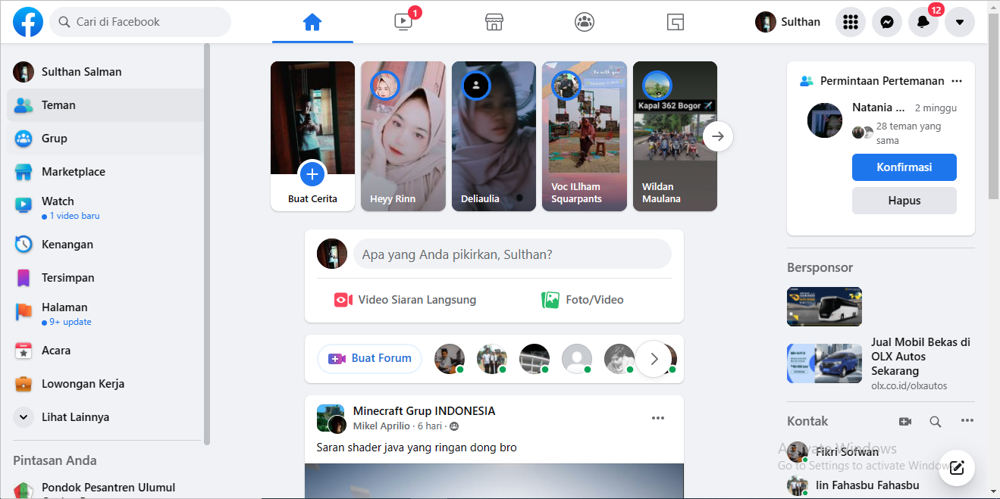 Cari di Facebook
1
Sulthan
12
Sulthan Salman
Teman
Grup
Marketplace
Watch
1 video baru
Kenangan
Tersimpan
Halaman
9+ update
Acara
Lowongan Kerja
Lihat Lainnya
Pintasan Anda
Pondok Pesantren Ulumul
Buat Cerita
Heyy Rinn
Deliaulia
Voc ILlham
Squarpants
Kapal 362 Bogor
Wildan
Maulana
Apa yang Anda pikirkan, Sulthan?
Video Siaran Langsung
Foto/Video
Buat Forum
Minecraft Grup INDONESIA
Mikel Aprilio · 6 hari ·
Saran shader java yang ringan dong bro
Permintaan Pertemanan
Natania ... 2 minggu
28 teman yang
sama
Konfirmasi
Hapus
Bersponsor
Jual Mobil Bekas di
OLX Autos
Sekarang
olx.co.id/olxautos
Kontak
Activate Windows
Fikri Sofwan
Go to Settings to activate Windows.
Iin Fahasbu Fahasbu